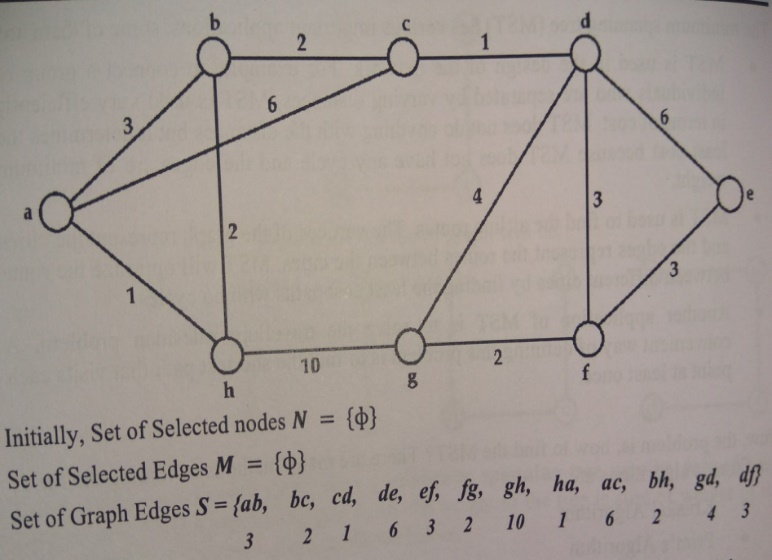 b 2 c 1 d
3 6 6
a 2 4 3 e
1 3
h 10 g 2 f
Initially, Set of Selected nodes N = {ϕ}
Set of Selected Edges M = {ϕ}
Set of Graph Edges S = {ab, bc, cd, de, ef, fg, gh, ha, ac, bh, gd, df}
3 2 1 6 3 2 10 1 6 2 4 3